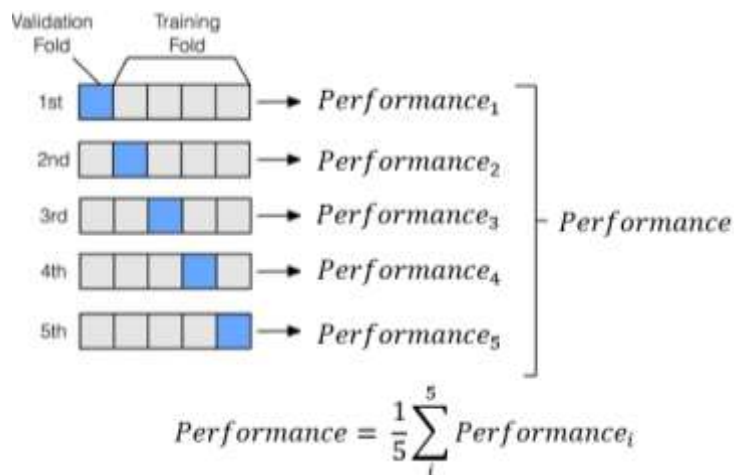 Validation Fold
Training Fold
1st → Performance₁
2nd → Performance₂
3rd → Performance₃
Performance
4th → Performance₄
5th → Performance₅
Performance = 1/5 ∑ 5 i Performanceᵢ